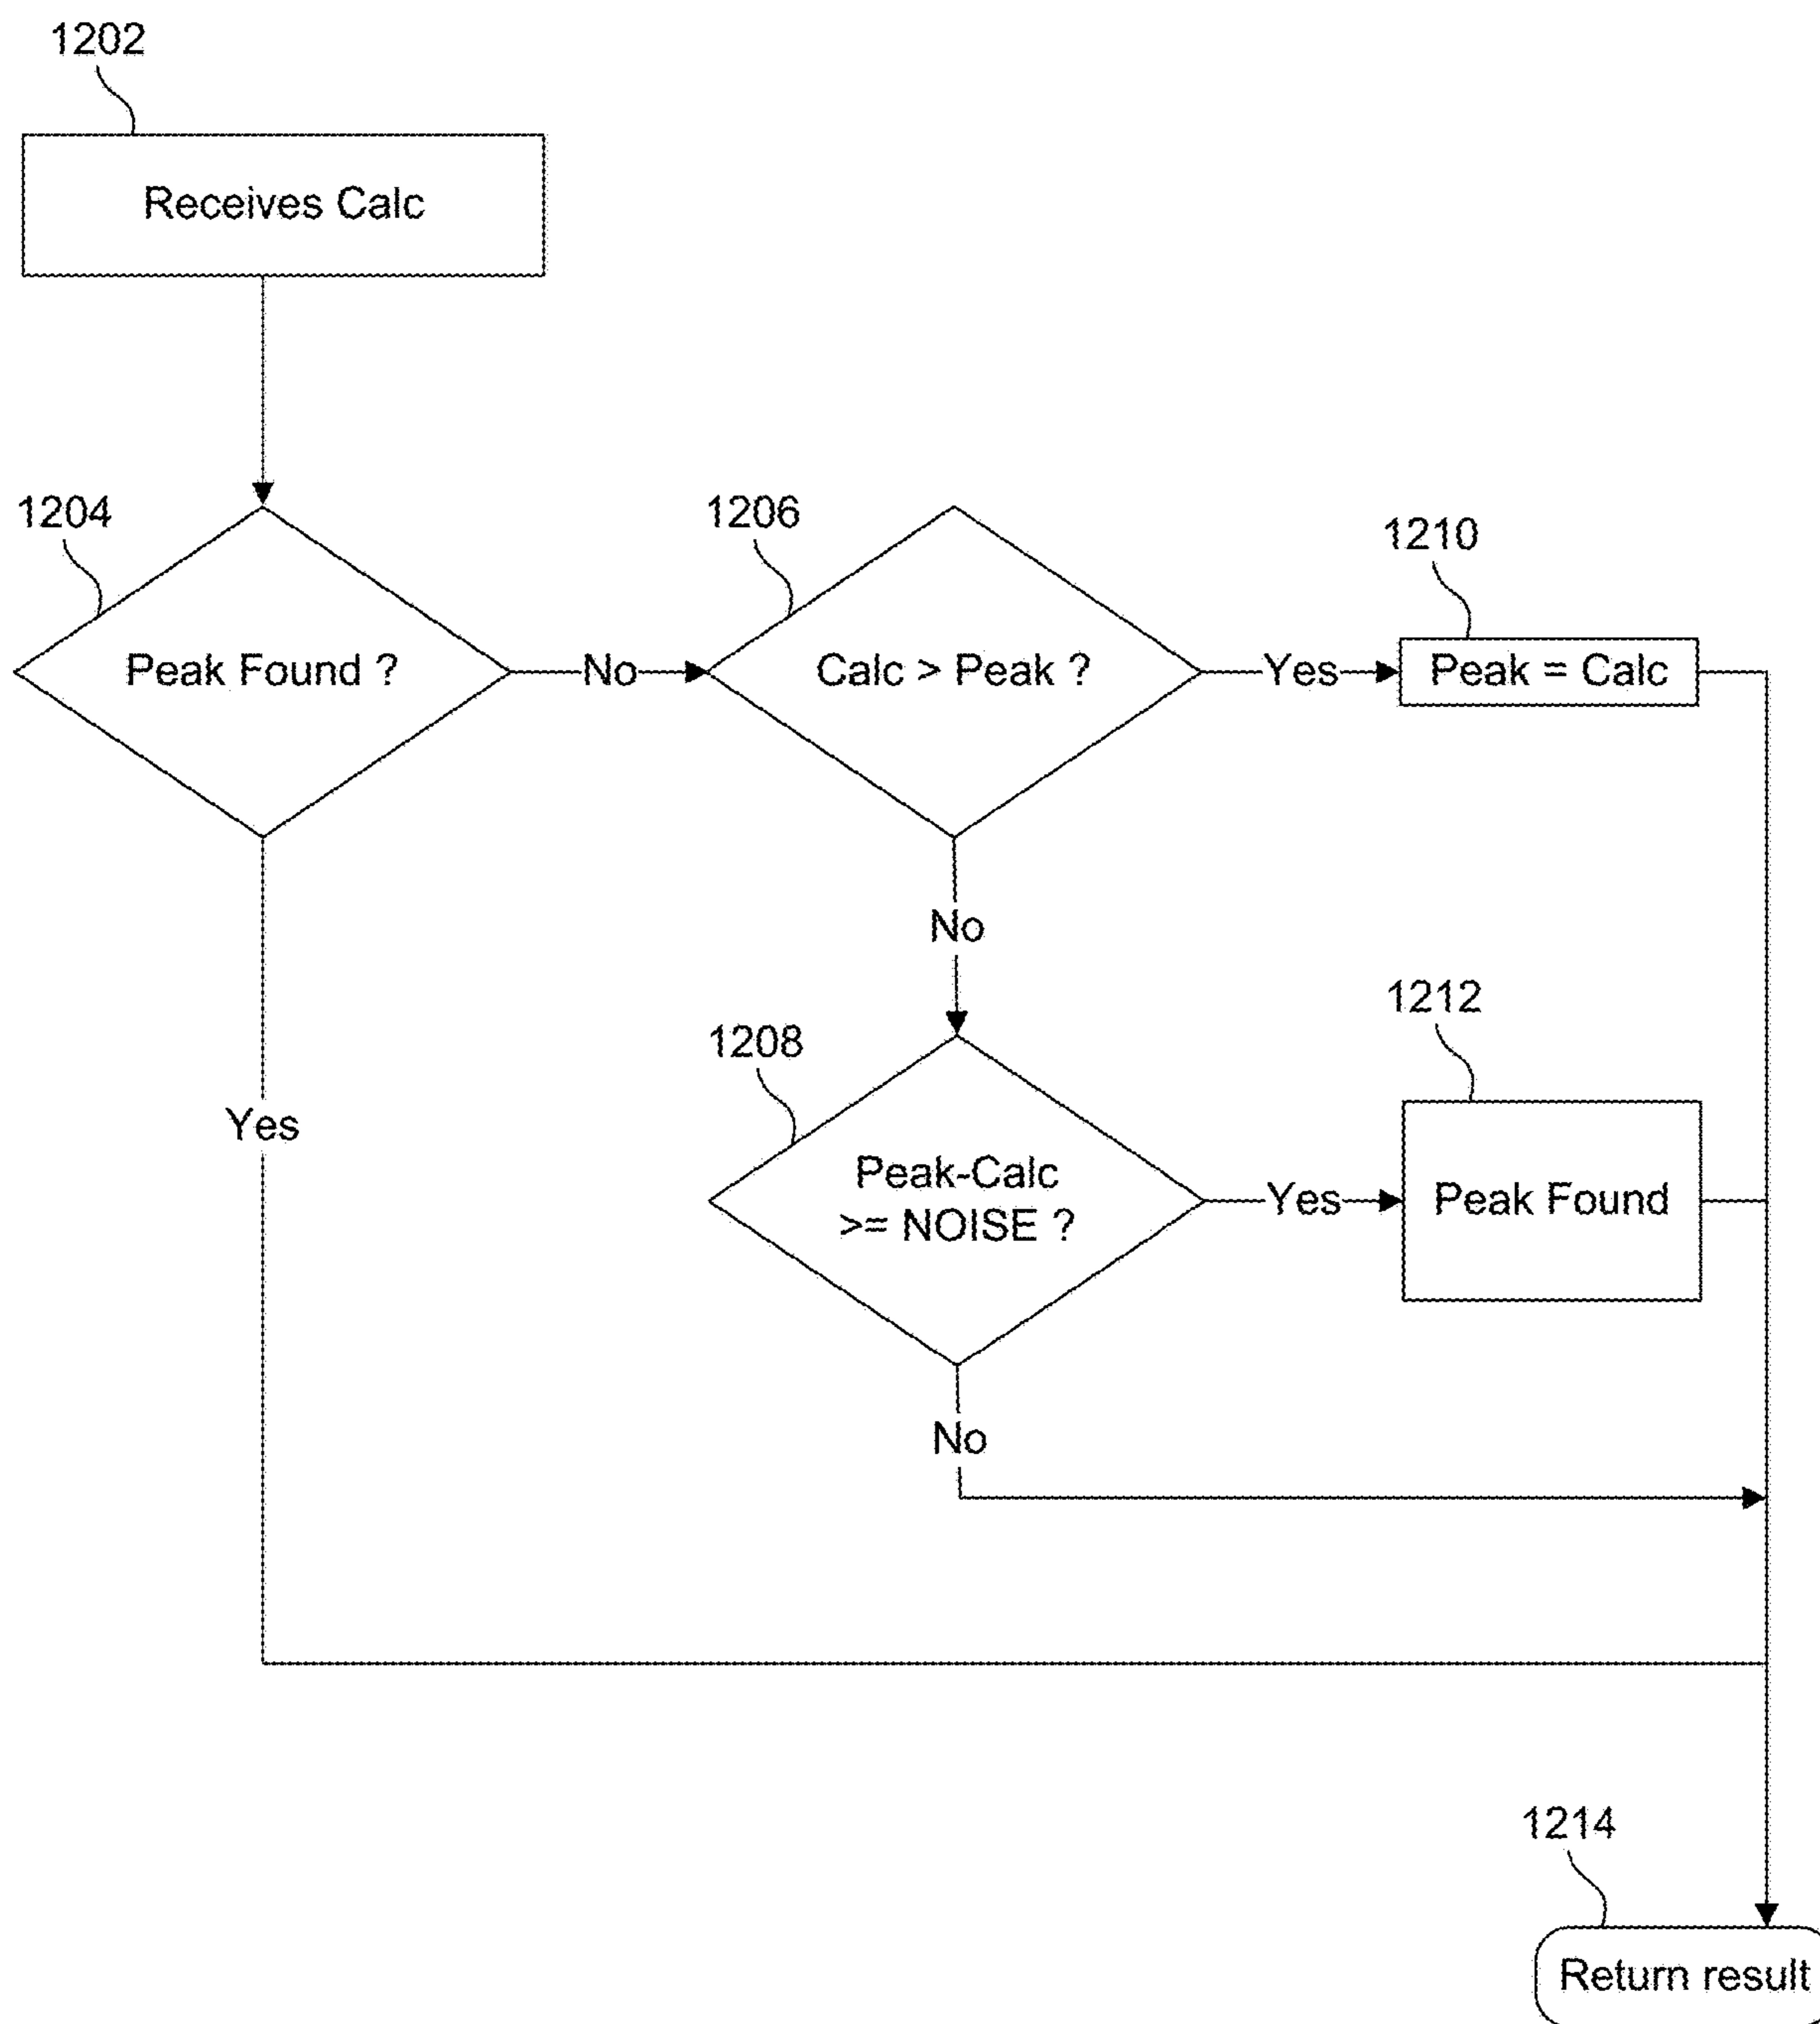 1202
Receives Calc
1204
Peak Found ?
No
1206
Calc > Peak ?
Yes
1210
Peak = Calc
No
1208
Peak-Calc
>= NOISE ?
Yes
1212
Peak Found
No
Yes
1214
Return result